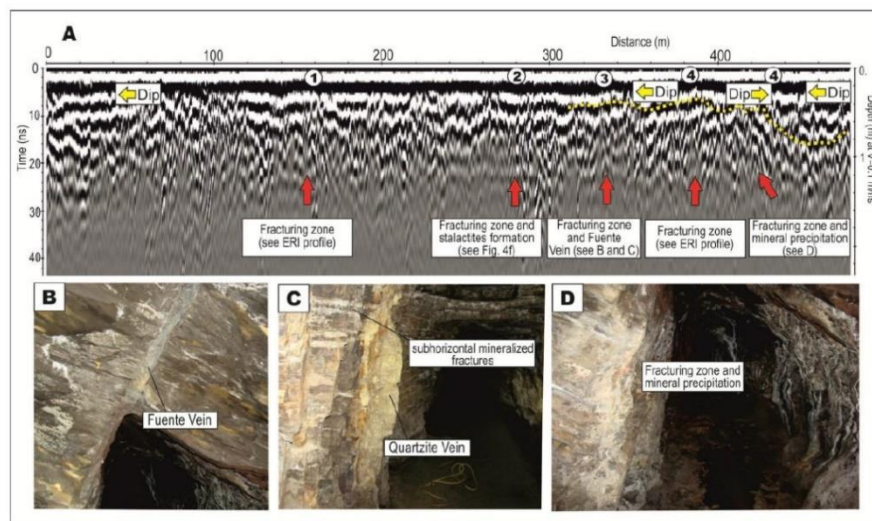 A
Distance (m)
0 100 200 300 400
1 2 3 4 4
0 10 20 30 40
Time (ns)
0.
1
Dip Dip Dip Dip
Fracturing zone
(see ERI profile)
Fracturing zone and
stalactites formation
(see Fig. 4f)
Fracturing zone
and Fuente
Vein (see B and C)
Fracturing zone
(see ERI profile)
Fracturing zone and
mineral precipitation
(see D)
B
Fuente Vein
C
subhorizontal mineralized
fractures
Quartzite Vein
D
Fracturing zone and
mineral precipitation